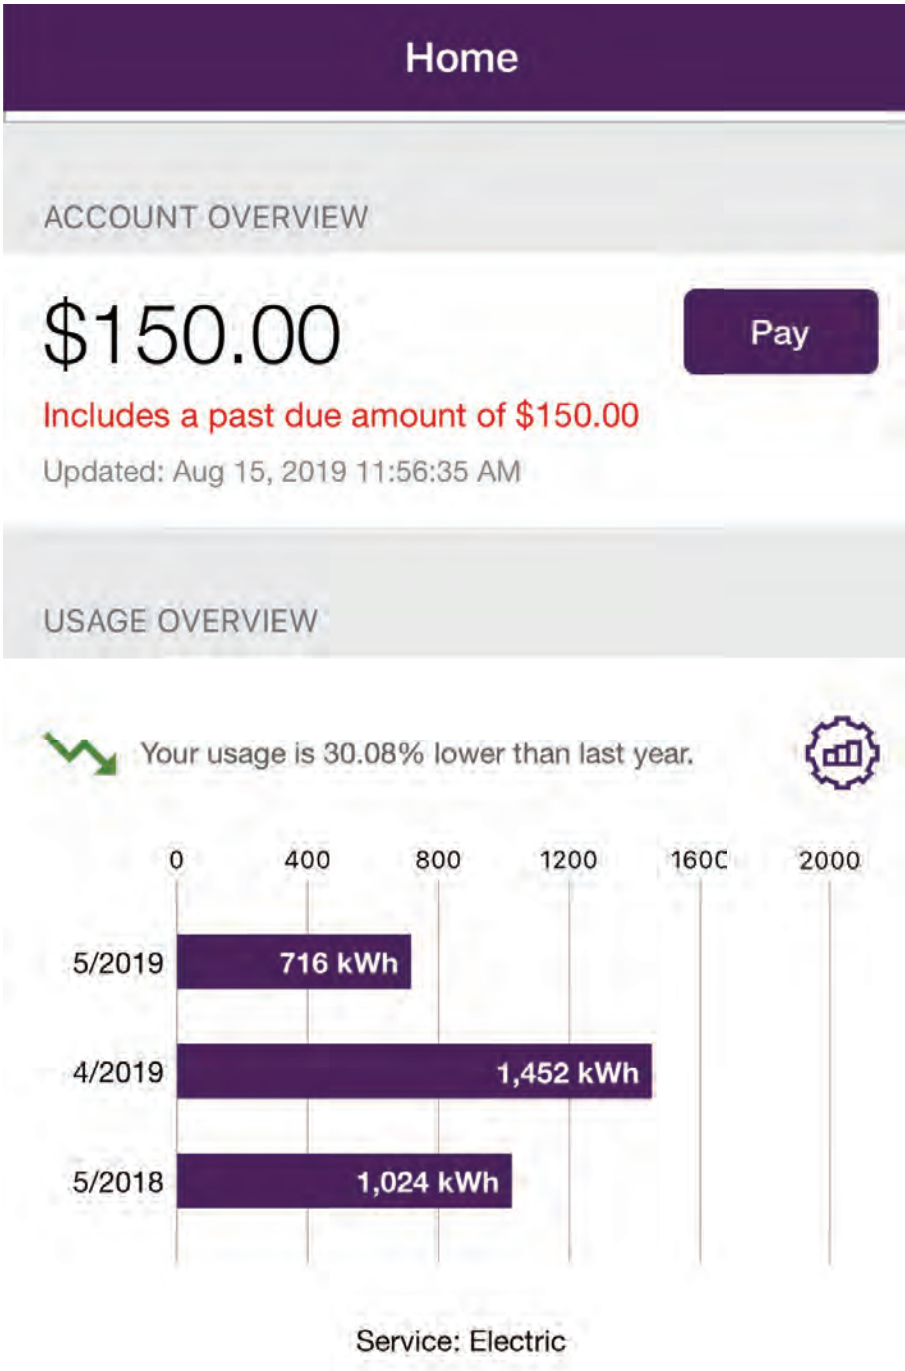 Home
ACCOUNT OVERVIEW
$150.00
Pay
Includes a past due amount of $150.00
Updated: Aug 15, 2019 11:56:35 AM
USAGE OVERVIEW
Your usage is 30.08% lower than last year.
0 400 800 1200 1600 2000
5/2019 716 kWh
4/2019 1,452 kWh
5/2018 1,024 kWh
Service: Electric